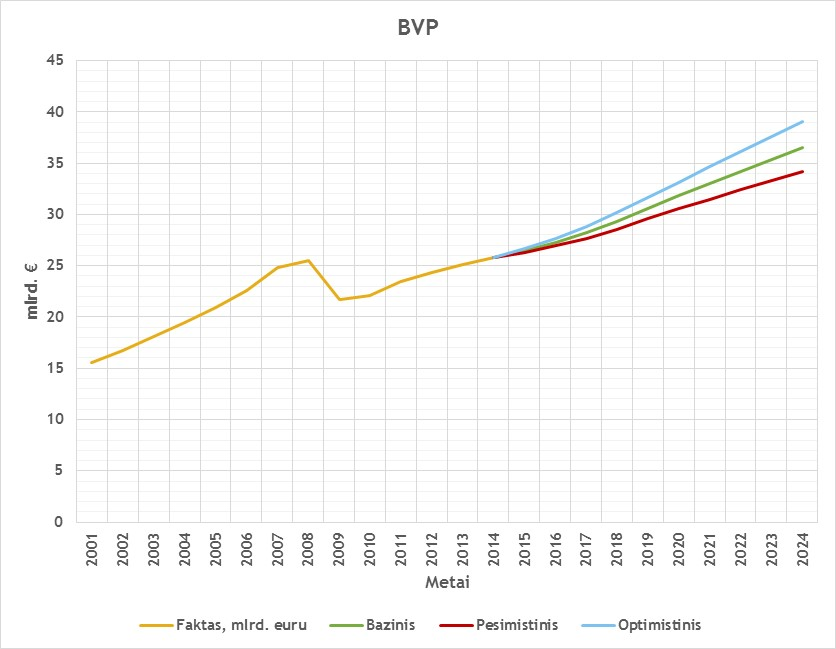 BVP
45
40
35
30
25
20
15
10
5
0
mlrd. €
2001 2002 2003 2004 2005 2006 2007 2008 2009 2010 2011 2012 2013 2014 2015 2016 2017 2018 2019 2020 2021 2022 2023 2024
Metai
Faktas, mlrd. euru Bazinis Pesimistinis Optimistinis